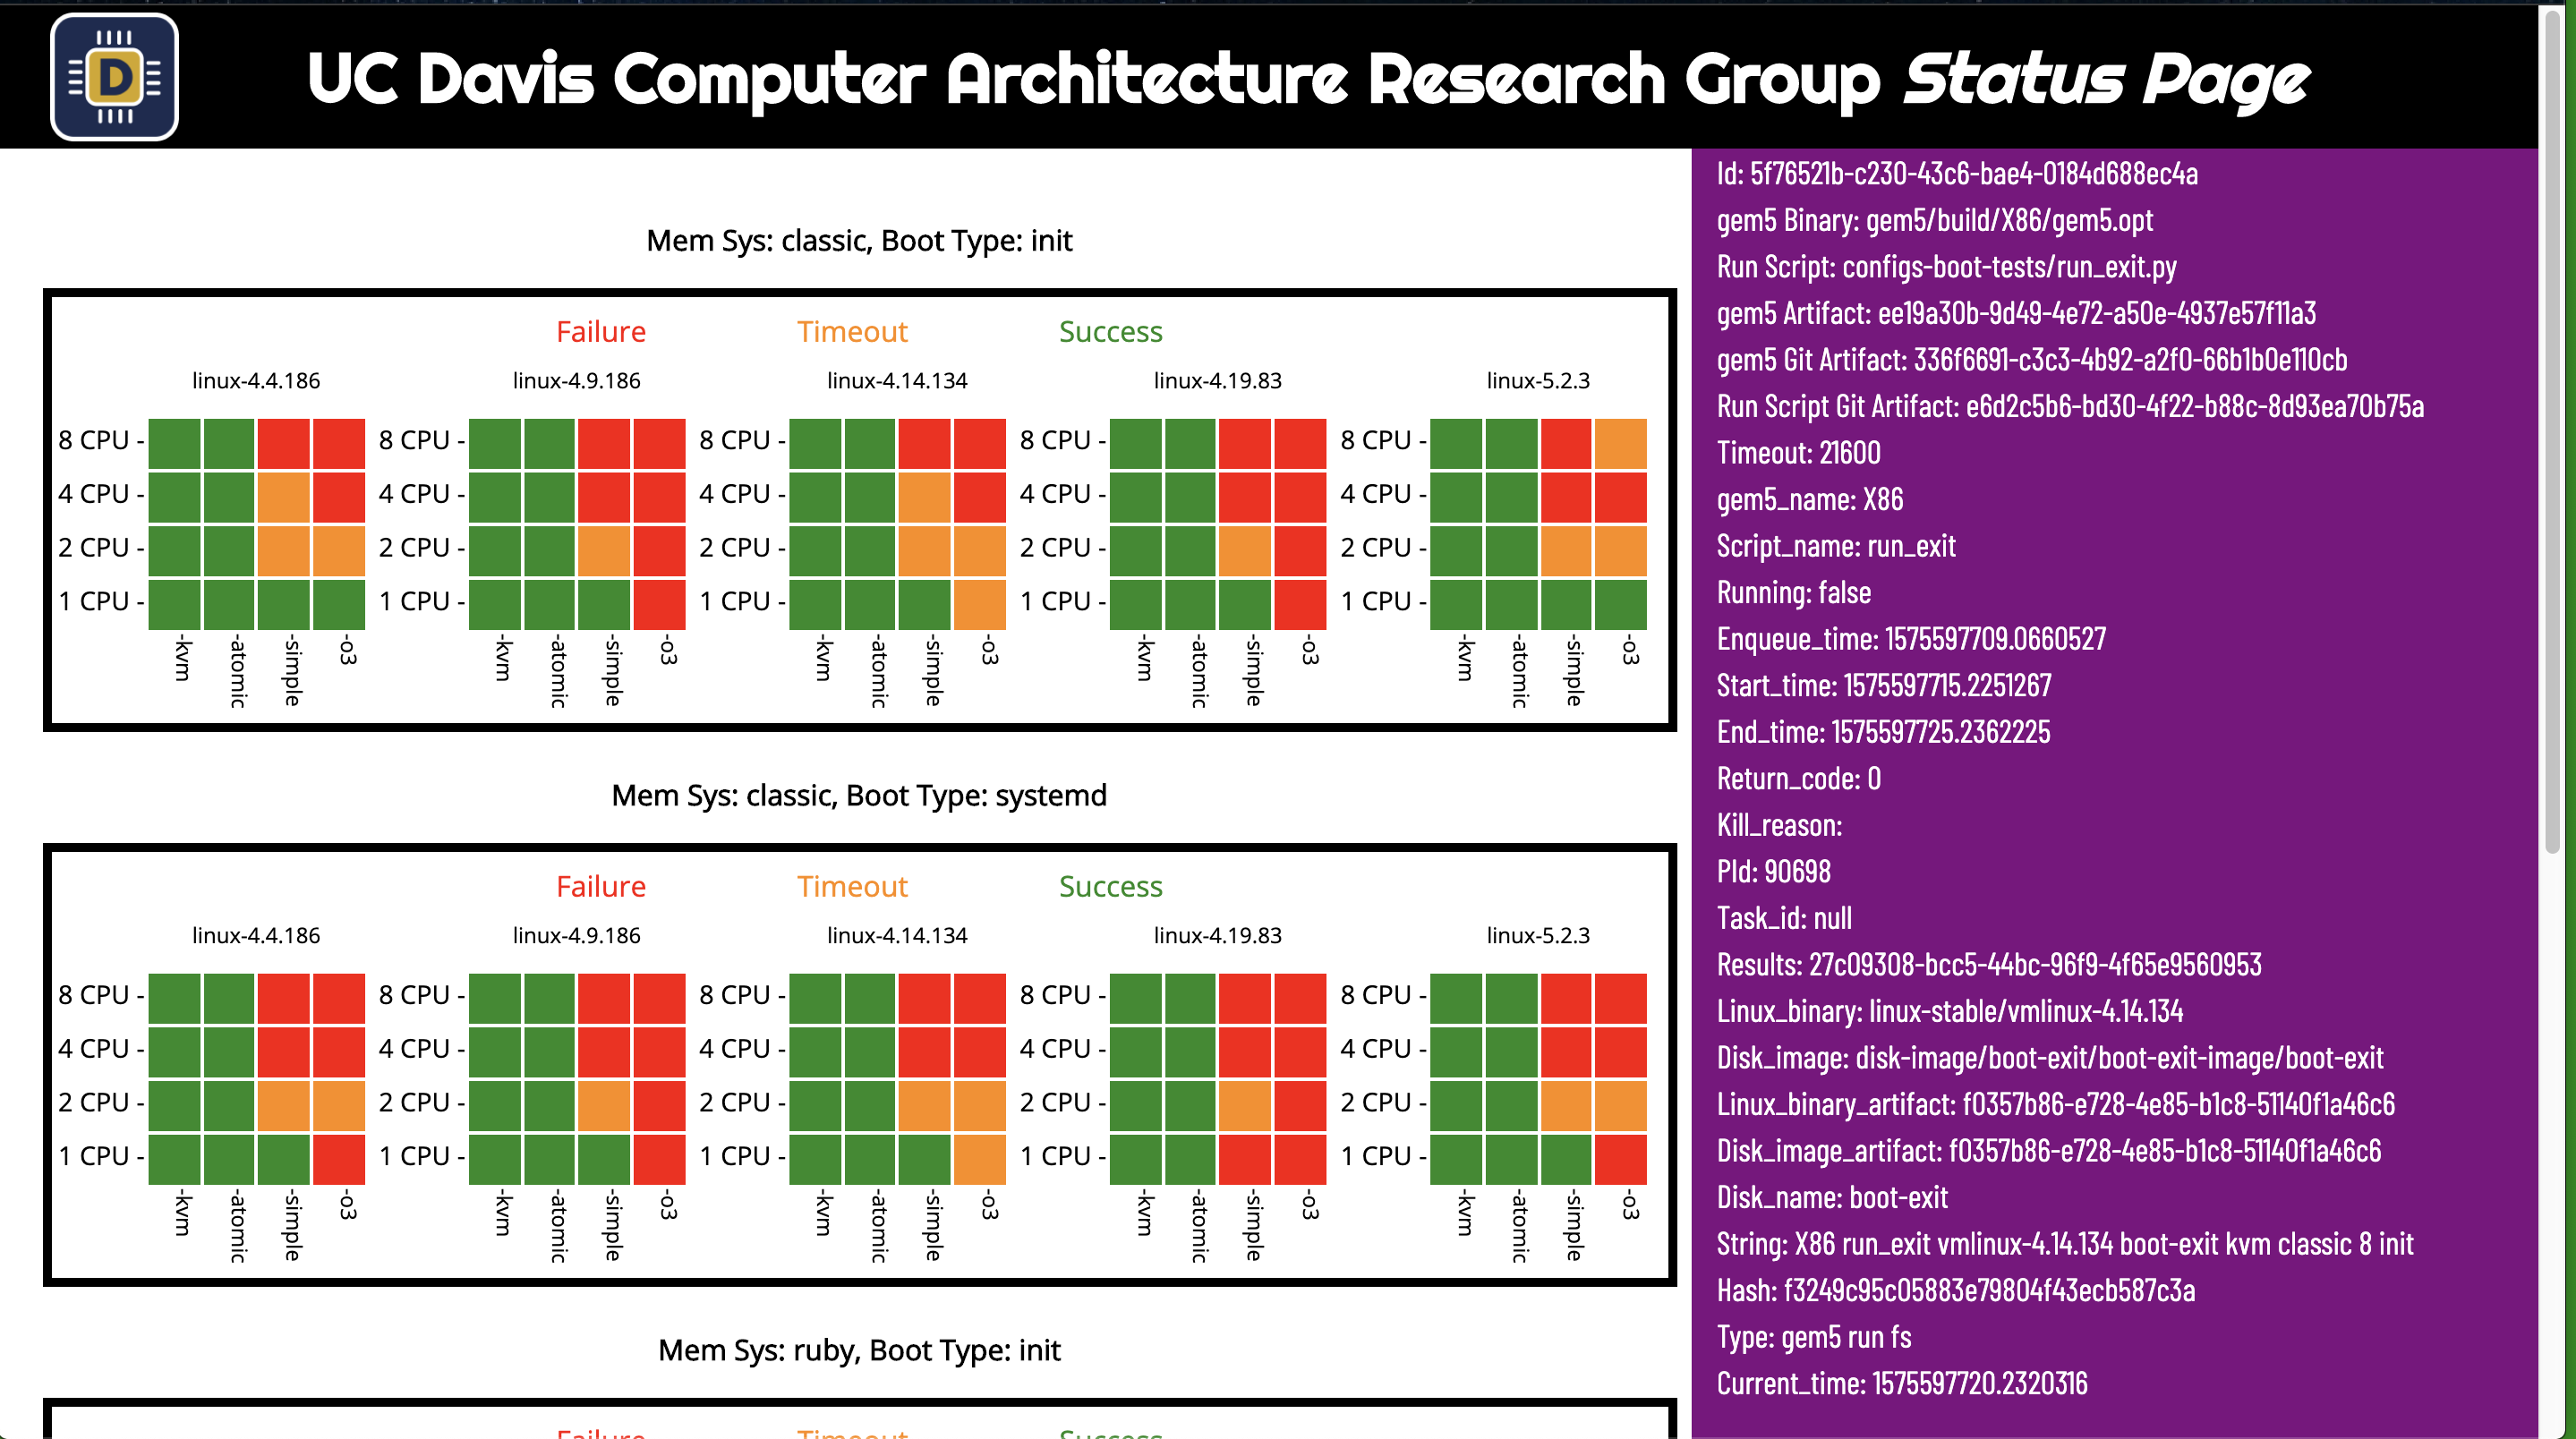 D
UC Davis Computer Architecture Research Group Status Page
Mem Sys: classic, Boot Type: init
Failure Timeout Success
linux-4.4.186 linux-4.9.186 linux-4.14.134 linux-4.19.83 linux-5.2.3
8 CPU - 8 CPU - 8 CPU - 8 CPU - 8 CPU -
4 CPU - 4 CPU - 4 CPU - 4 CPU - 4 CPU -
2 CPU - 2 CPU - 2 CPU - 2 CPU - 2 CPU -
1 CPU - 1 CPU - 1 CPU - 1 CPU - 1 CPU -
-kvm -atomic -simple -o3 -kvm -atomic -simple -o3 -kvm -atomic -simple -o3 -kvm -atomic -simple -o3 -kvm -atomic -simple -o3
Mem Sys: classic, Boot Type: systemd
Failure Timeout Success
linux-4.4.186 linux-4.9.186 linux-4.14.134 linux-4.19.83 linux-5.2.3
8 CPU - 8 CPU - 8 CPU - 8 CPU - 8 CPU -
4 CPU - 4 CPU - 4 CPU - 4 CPU - 4 CPU -
2 CPU - 2 CPU - 2 CPU - 2 CPU - 2 CPU -
1 CPU - 1 CPU - 1 CPU - 1 CPU - 1 CPU -
-kvm -atomic -simple -o3 -kvm -atomic -simple -o3 -kvm -atomic -simple -o3 -kvm -atomic -simple -o3 -kvm -atomic -simple -o3
Mem Sys: ruby, Boot Type: init
Failure Timeout Success
Id: 5f76521b-c230-43c6-bae4-0184d688ec4a
gem5 Binary: gem5/build/X86/gem5.opt
Run Script: configs-boot-tests/run_exit.py
gem5 Artifact: ee19a30b-9d49-4e72-a50e-4937e57f11a3
gem5 Git Artifact: 336f6691-c3c3-4b92-a2f0-66b1b0e110cb
Run Script Git Artifact: e6d2c5b6-bd30-4f22-b88c-8d93ea70b75a
Timeout: 21600
gem5_name: X86
Script_name: run_exit
Running: false
Enqueue_time: 1575597709.0660527
Start_time: 1575597715.2251267
End_time: 1575597725.2362225
Return_code: 0
Kill_reason:
PId: 90698
Task_id: null
Results: 27c09308-bcc5-44bc-96f9-4f65e9560953
Linux_binary: linux-stable/vmlinux-4.14.134
Disk_image: disk-image/boot-exit/boot-exit-image/boot-exit
Linux_binary_artifact: f0357b86-e728-4e85-b1c8-51140f1a46c6
Disk_image_artifact: f0357b86-e728-4e85-b1c8-51140f1a46c6
Disk_name: boot-exit
String: X86 run_exit vmlinux-4.14.134 boot-exit kvm classic 8 init
Hash: f3249c95c05883e79804f43ecb587c3a
Type: gem5 run fs
Current_time: 1575597720.2320316